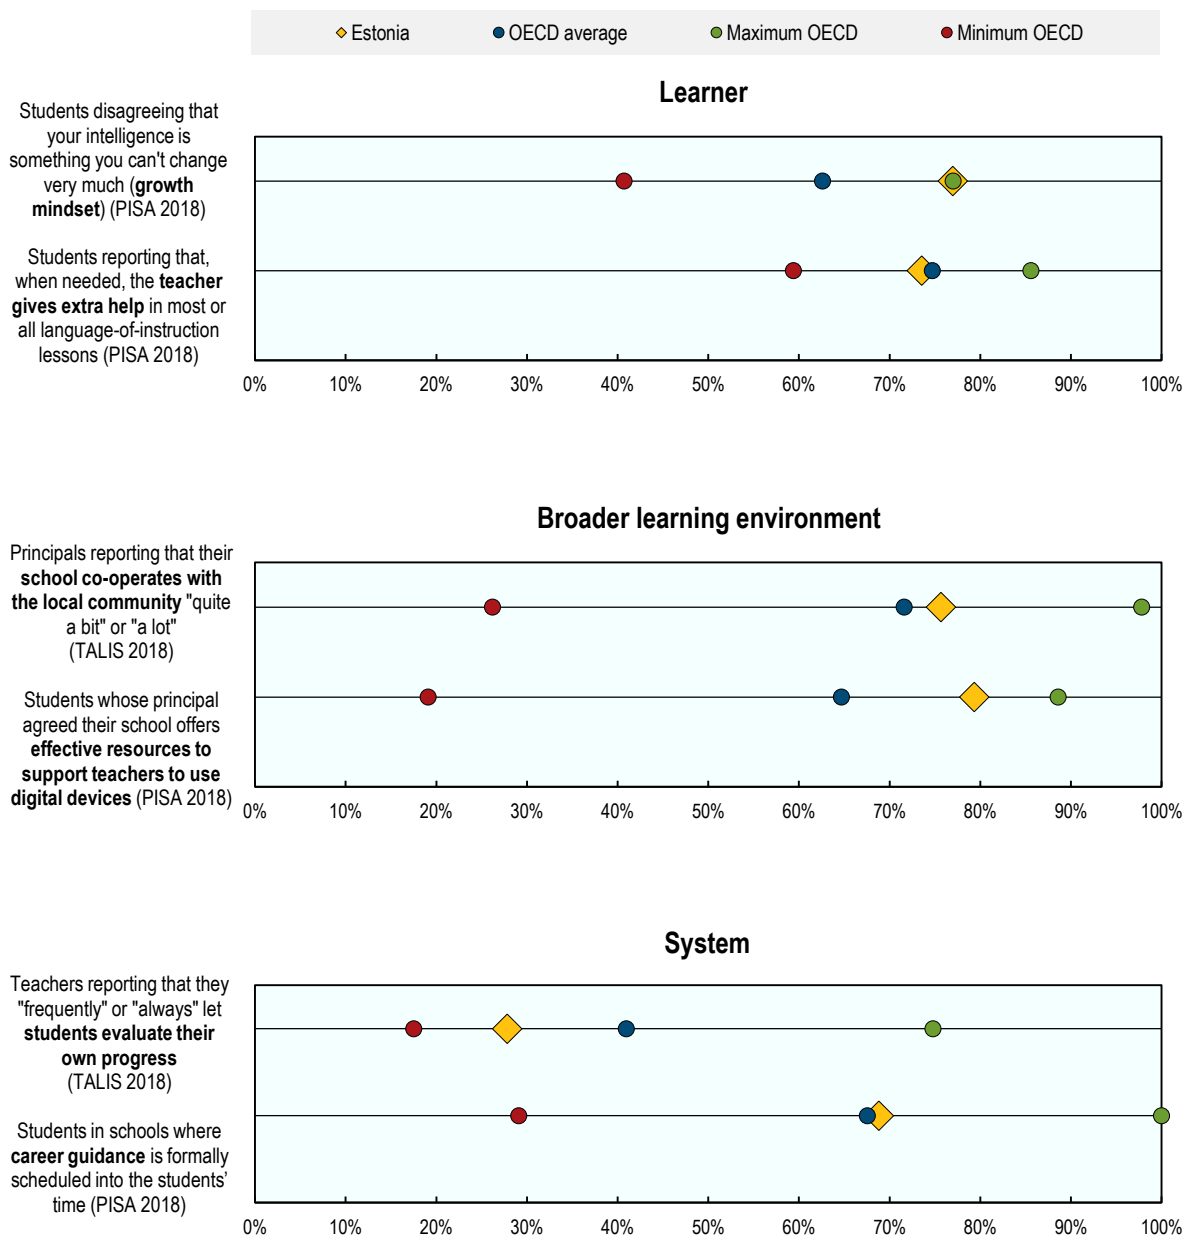 Estonia
OECD average
Maximum OECD
Minimum OECD
Learner
Students disagreeing that
your intelligence is
something you can't change
very much (growth
mindset) (PISA 2018)
Students reporting that,
when needed, the teacher
gives extra help in most or
all language-of-instruction
lessons (PISA 2018)
0% 10% 20% 30% 40% 50% 60% 70% 80% 90% 100%
Broader learning environment
Principals reporting that their
school co-operates with
the local community "quite
a bit" or "a lot"
(TALIS 2018)
Students whose principal
agreed their school offers
effective resources to
support teachers to use
digital devices (PISA 2018)
0% 10% 20% 30% 40% 50% 60% 70% 80% 90% 100%
System
Teachers reporting that they
"frequently" or "always" let
students evaluate their
own progress
(TALIS 2018)
Students in schools where
career guidance is formally
scheduled into the students’
time (PISA 2018)
0% 10% 20% 30% 40% 50% 60% 70% 80% 90% 100%